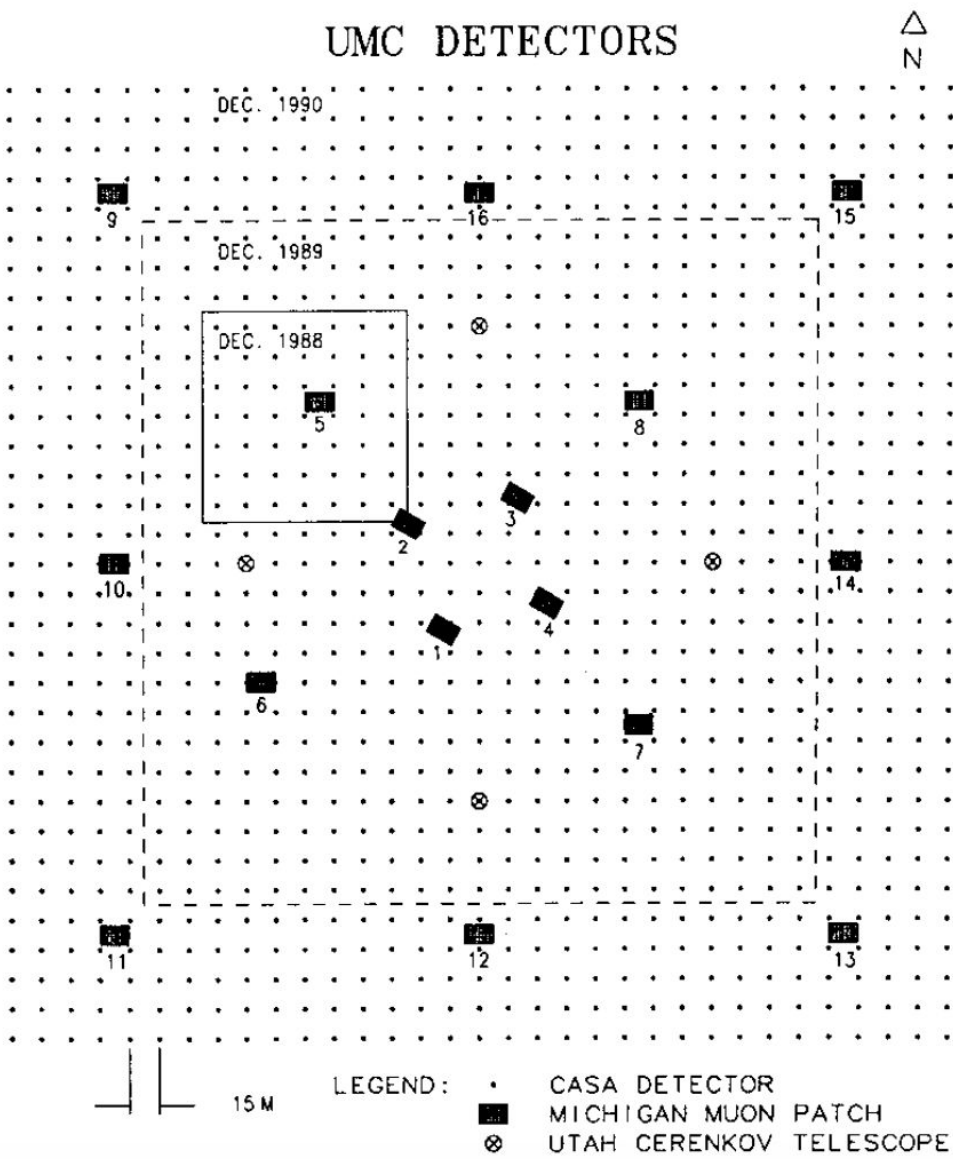 UMC DETECTORS
N
DEC. 1990
9
16
15
DEC. 1989
DEC. 1988
5
8
3
2
10
14
4
1
6
7
11
12
13
15 M
LEGEND:
CASA DETECTOR
MICHIGAN MUON PATCH
UTAH CERENKOV TELESCOPE